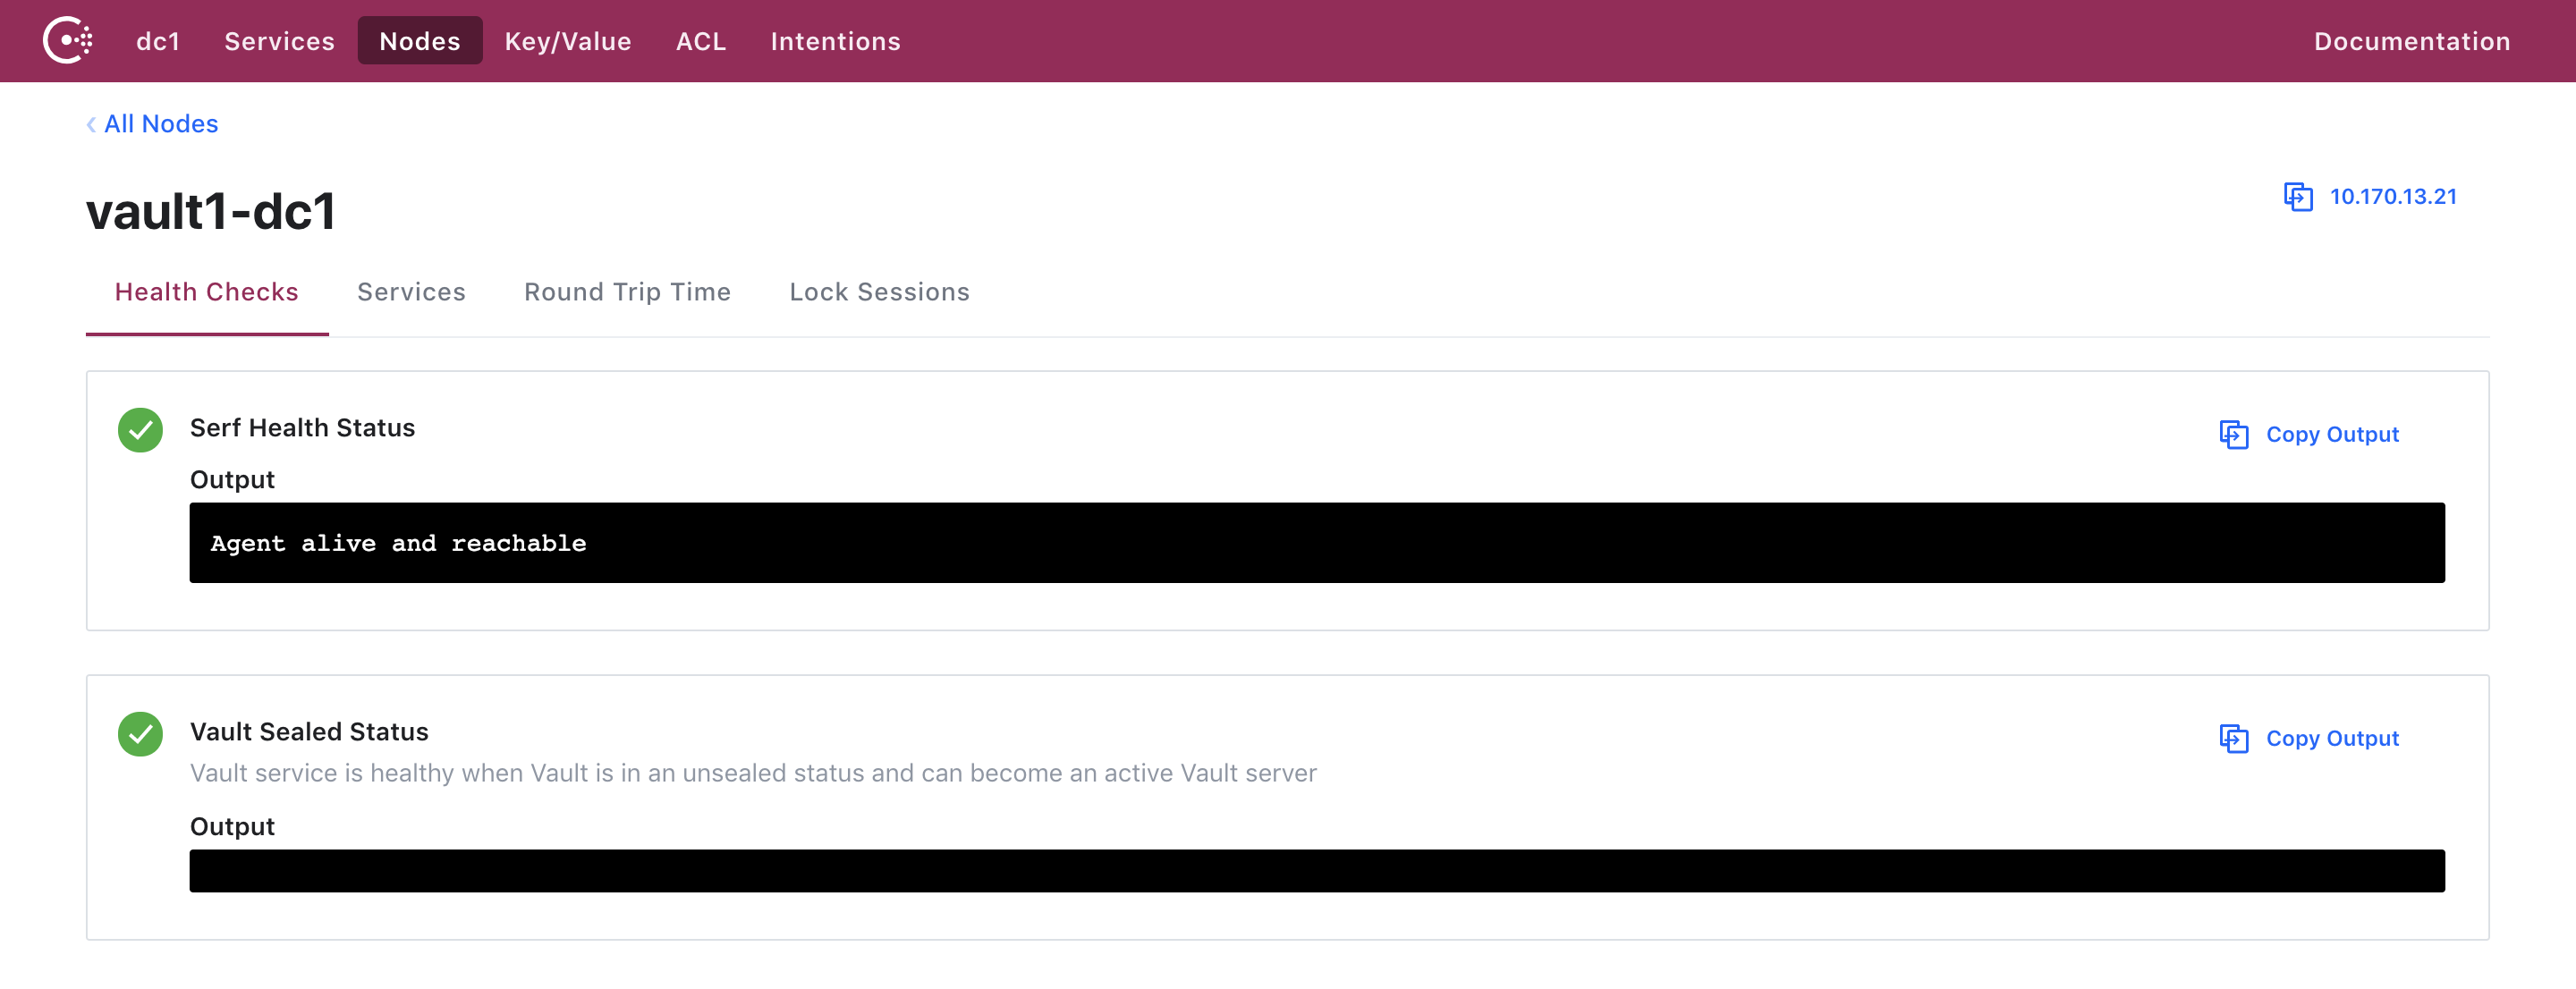 dc1 Services Nodes Key/Value ACL Intentions Documentation
‹ All Nodes
vault1-dc1
10.170.13.21
Health Checks Services Round Trip Time Lock Sessions
Serf Health Status
Copy Output
Output
Agent alive and reachable
Vault Sealed Status
Copy Output
Vault service is healthy when Vault is in an unsealed status and can become an active Vault server
Output